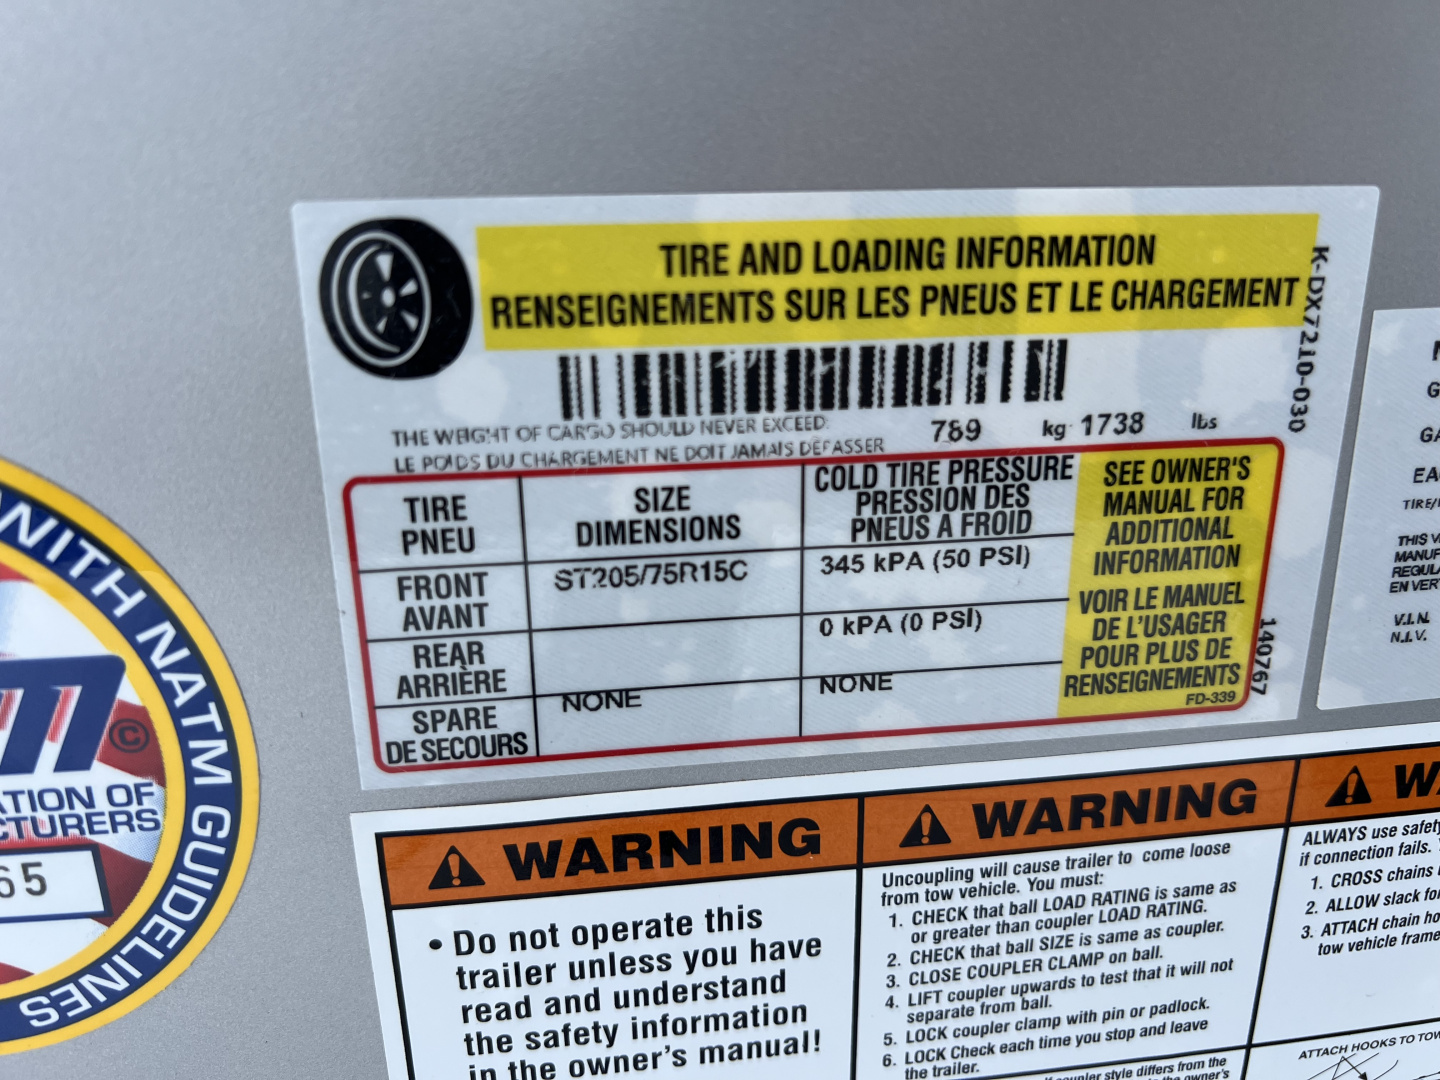 TIRE AND LOADING INFORMATION
RENSEIGNEMENTS SUR LES PNEUS ET LE CHARGEMENT
K-DX7210-030
THE WEIGHT OF CARGO SHOULD NEVER EXCEED: 789 kg 1738 lbs
LE POIDS DU CHARGEMENT NE DOIT JAMAIS DÉFASSER
TIRE
PNEU
SIZE
DIMENSIONS
COLD TIRE PRESSURE
PRESSION DES
PNEUS A FROID
FRONT
AVANT
ST205/75R15C
345 kPA (50 PSI)
REAR
ARRIÈRE
0 kPA (0 PSI)
SPARE
DE SECOURS
NONE
NONE
SEE OWNER'S
MANUAL FOR
ADDITIONAL
INFORMATION
VOIR LE MANUEL
DE L'USAGER
POUR PLUS DE
RENSEIGNEMENTS
FD-339
140767
NATM GUIDELINES
©
OF
65
THIS
V.I.N.
N.I.V.
WARNING
• Do not operate this
trailer unless you have
read and understand
the safety information
in the owner's manual!
WARNING
Uncoupling will cause trailer to come loose
from tow vehicle. You must:
1. CHECK that ball LOAD RATING is same as
or greater than coupler LOAD RATING.
2. CHECK that ball SIZE is same as coupler.
3. CLOSE COUPLER CLAMP on ball.
4. LIFT coupler upwards to test that it will not
separate from ball.
5. LOCK coupler clamp with pin or padlock.
6. LOCK Check each time you stop and leave
the trailer.
style differs from the
owner's
ALWAYS use safety
if connection fails.
1. CROSS chains
2. ALLOW slack for
3. ATTACH chain
tow vehicle frame
ATTACH HOOKS TO TOW